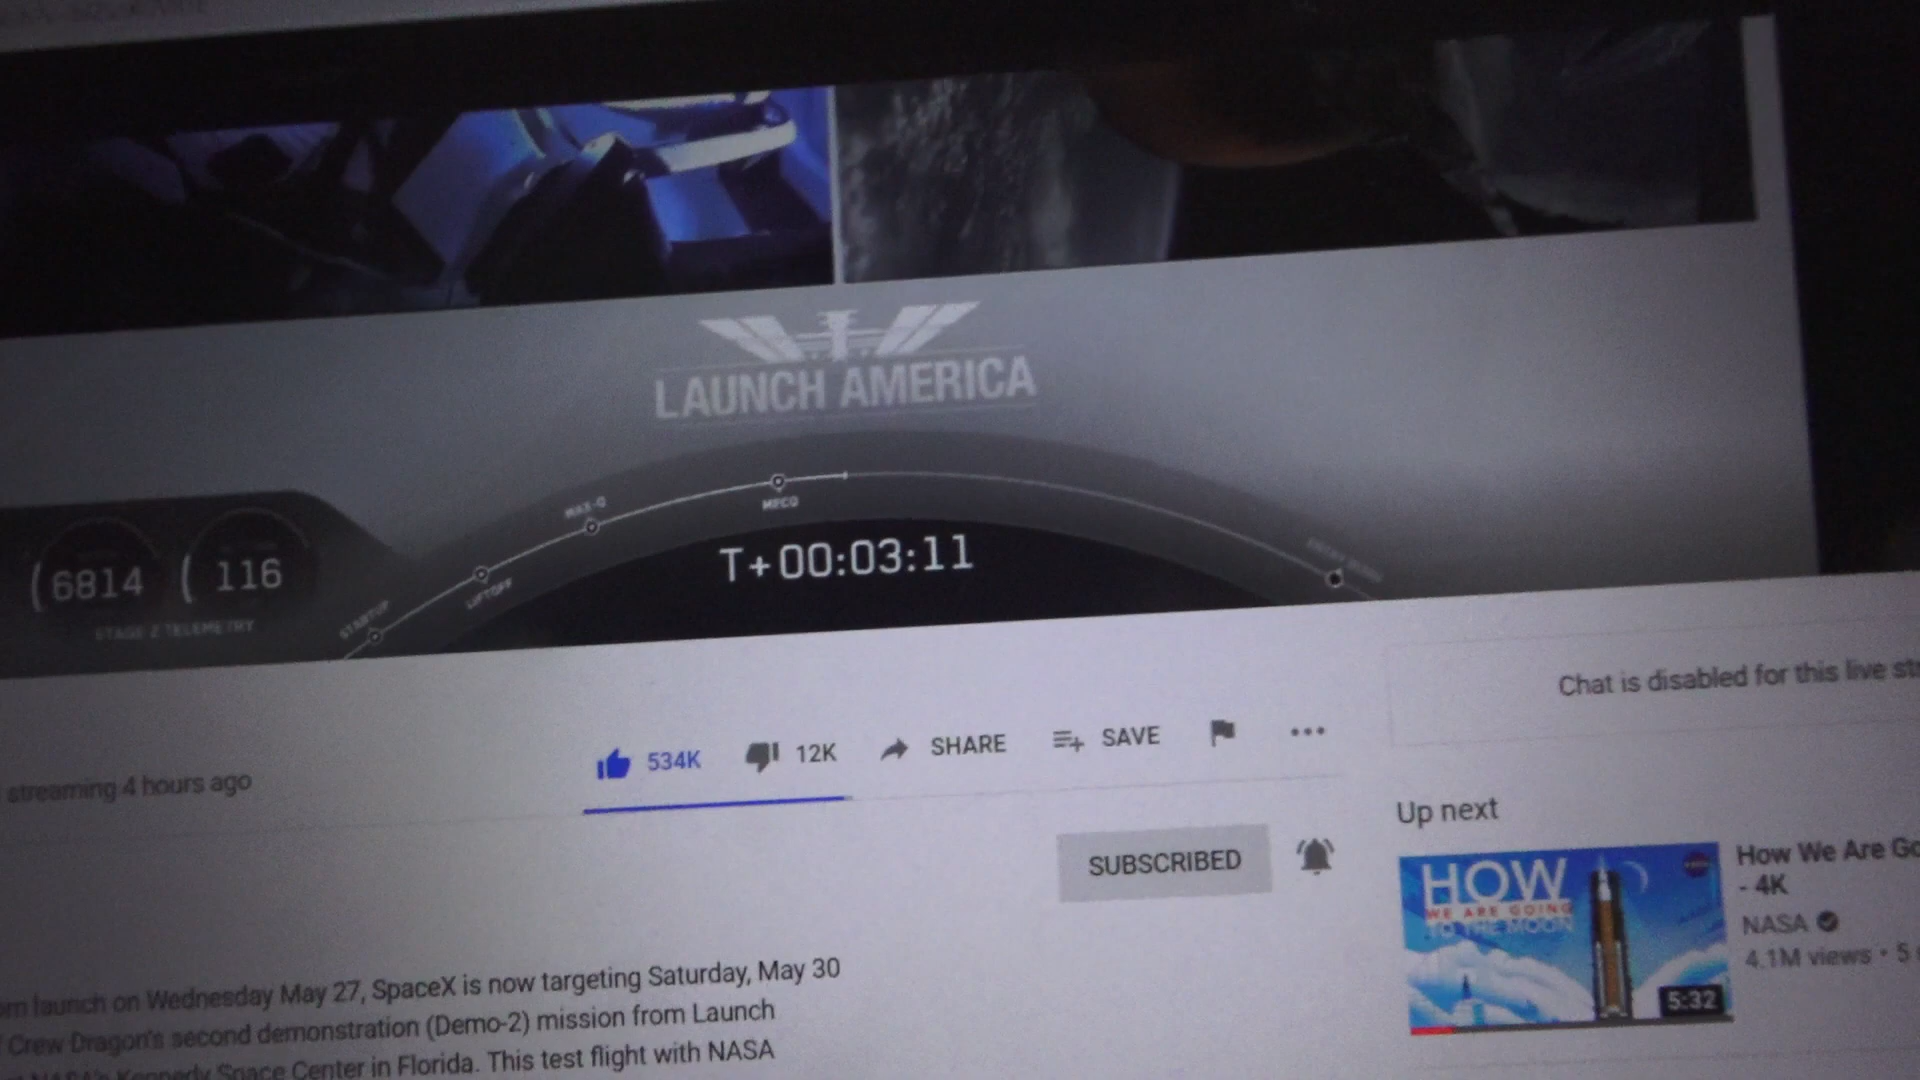 LAUNCH AMERICA
MAX-Q
MECO
T+00:03:11
6814
116
LIFTOFF
STARTUP
STAGE 2 TELEMETRY
Chat is disabled for this live
534K
12K
SHARE
SAVE
streaming 4 hours ago
Up next
SUBSCRIBED
HOW
WE ARE GOING
TO THE MOON
5:32
How We Are
- 4K
NASA
4.1M views • 5
launch on Wednesday May 27, SpaceX is now targeting Saturday, May 30
Crew Dragon's second demonstration (Demo-2) mission from Launch
NASA's Kennedy Space Center in Florida. This test flight with NASA